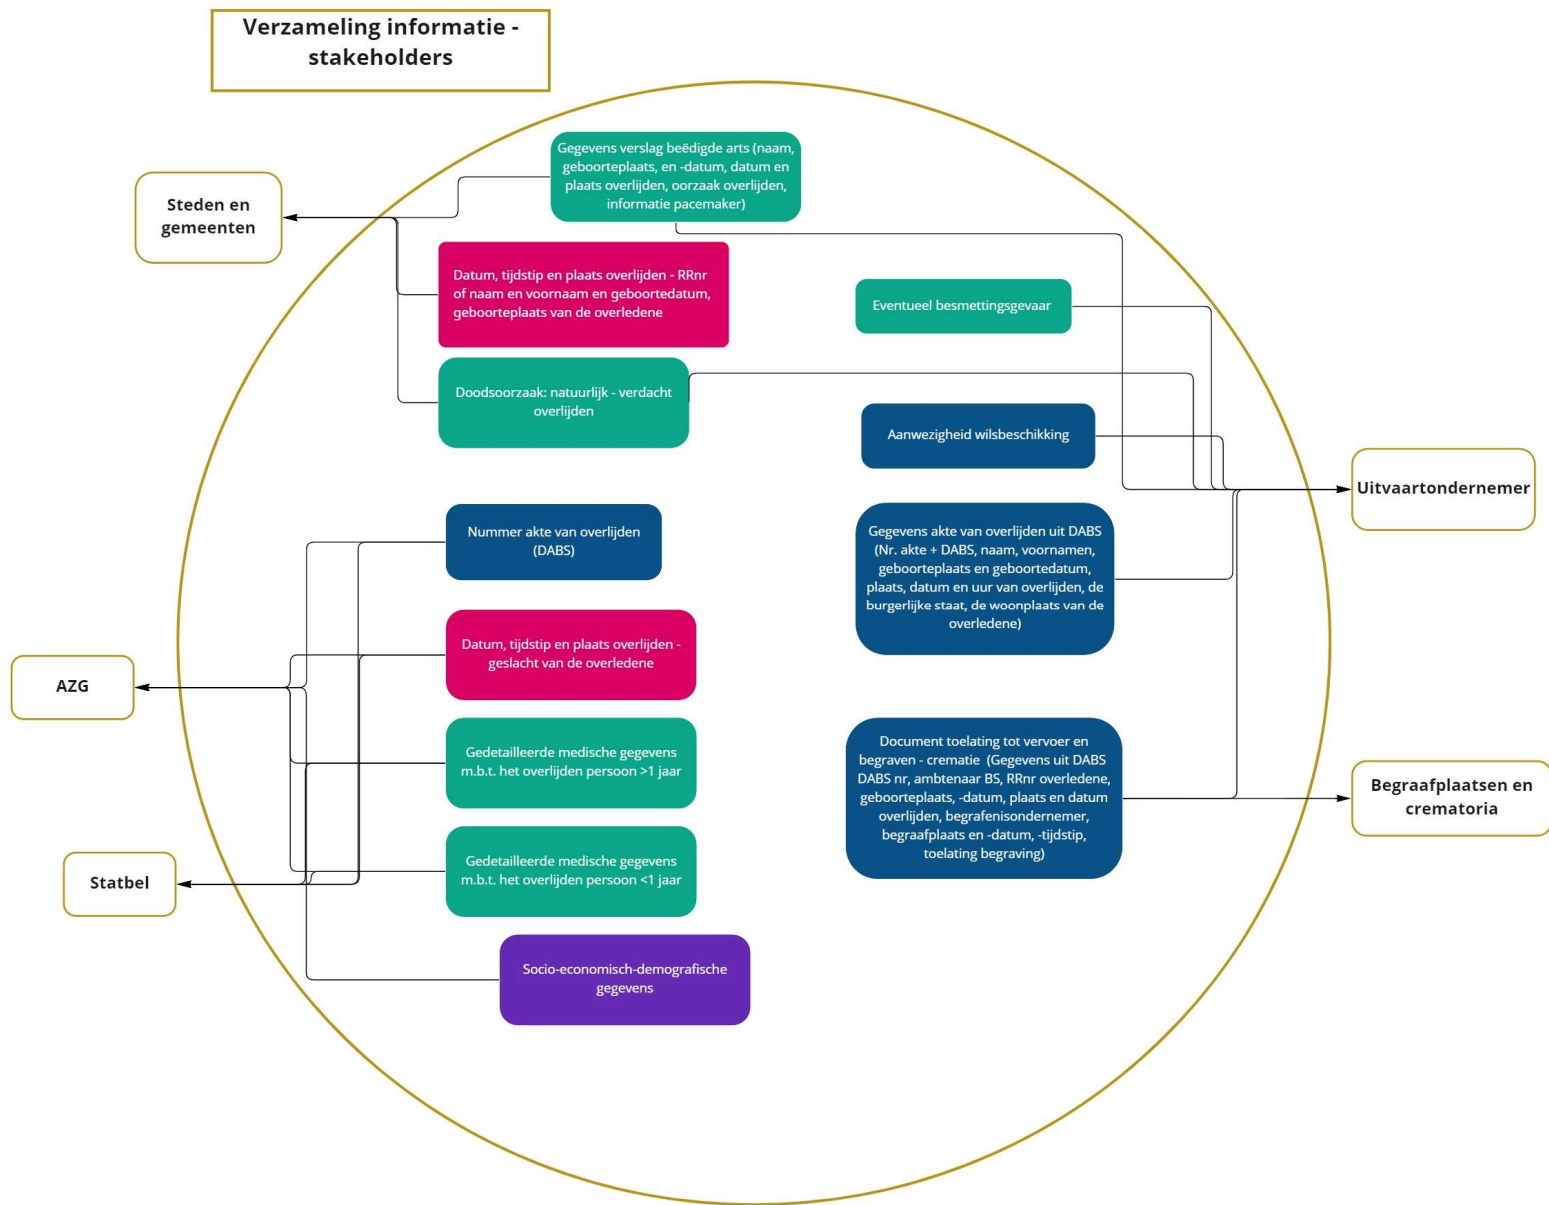 Verzameling informatie -
stakeholders
Gegevens verslag beëdigde arts (naam,
geboorteplaats, en -datum, datum en
plaats overlijden, oorzaak overlijden,
informatie pacemaker)
Steden en
gemeenten
Datum, tijdstip en plaats overlijden - RRnr
of naam en voornaam en geboortedatum,
geboorteplaats van de overledene
Eventueel besmettingsgevaar
Doodsoorzaak: natuurlijk - verdacht
overlijden
Aanwezigheid wilsbeschikking
Uitvaartondernemer
Nummer akte van overlijden
(DABS)
Gegevens akte van overlijden uit DABS
(Nr. akte + DABS, naam, voornamen,
geboorteplaats en geboortedatum,
plaats, datum en uur van overlijden, de
burgerlijke staat, de woonplaats van de
overledene)
Datum, tijdstip en plaats overlijden -
geslacht van de overledene
AZG
Gedetailleerde medische gegevens
m.b.t. het overlijden persoon >1 jaar
Document toelating tot vervoer en
begraven - crematie (Gegevens uit DABS
DABS nr, ambtenaar BS, RRnr overledene,
geboorteplaats, -datum, plaats en datum
overlijden, begrafenisondernemer,
begraafplaats en -datum, -tijdstip,
toelating begraving)
Begraafplaatsen en
crematoria
Gedetailleerde medische gegevens
m.b.t. het overlijden persoon <1 jaar
Statbel
Socio-economisch-demografische
gegevens